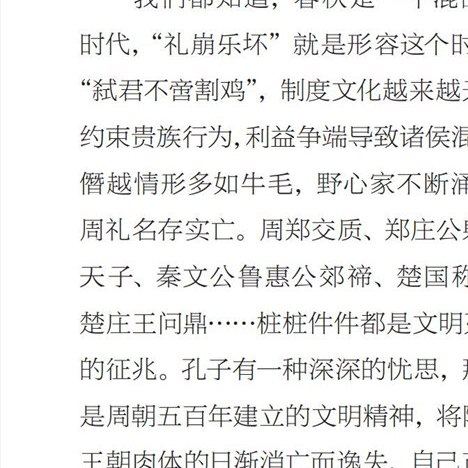 我们都知道，春秋是一个混
时代，“礼崩乐坏”就是形容这个时
“弑君不啻割鸡”，制度文化越来越
约束贵族行为，利益争端导致诸侯混
僭越情形多如牛毛，野心家不断涌
周礼名存实亡。周郑交质、郑庄公
天子、秦文公鲁惠公郊禘、楚国称
楚庄王问鼎……桩桩件件都是文明
的征兆。孔子有一种深深的忧思，
是周朝五百年建立的文明精神，将
王朝肉体的日渐消亡而逸失。自己